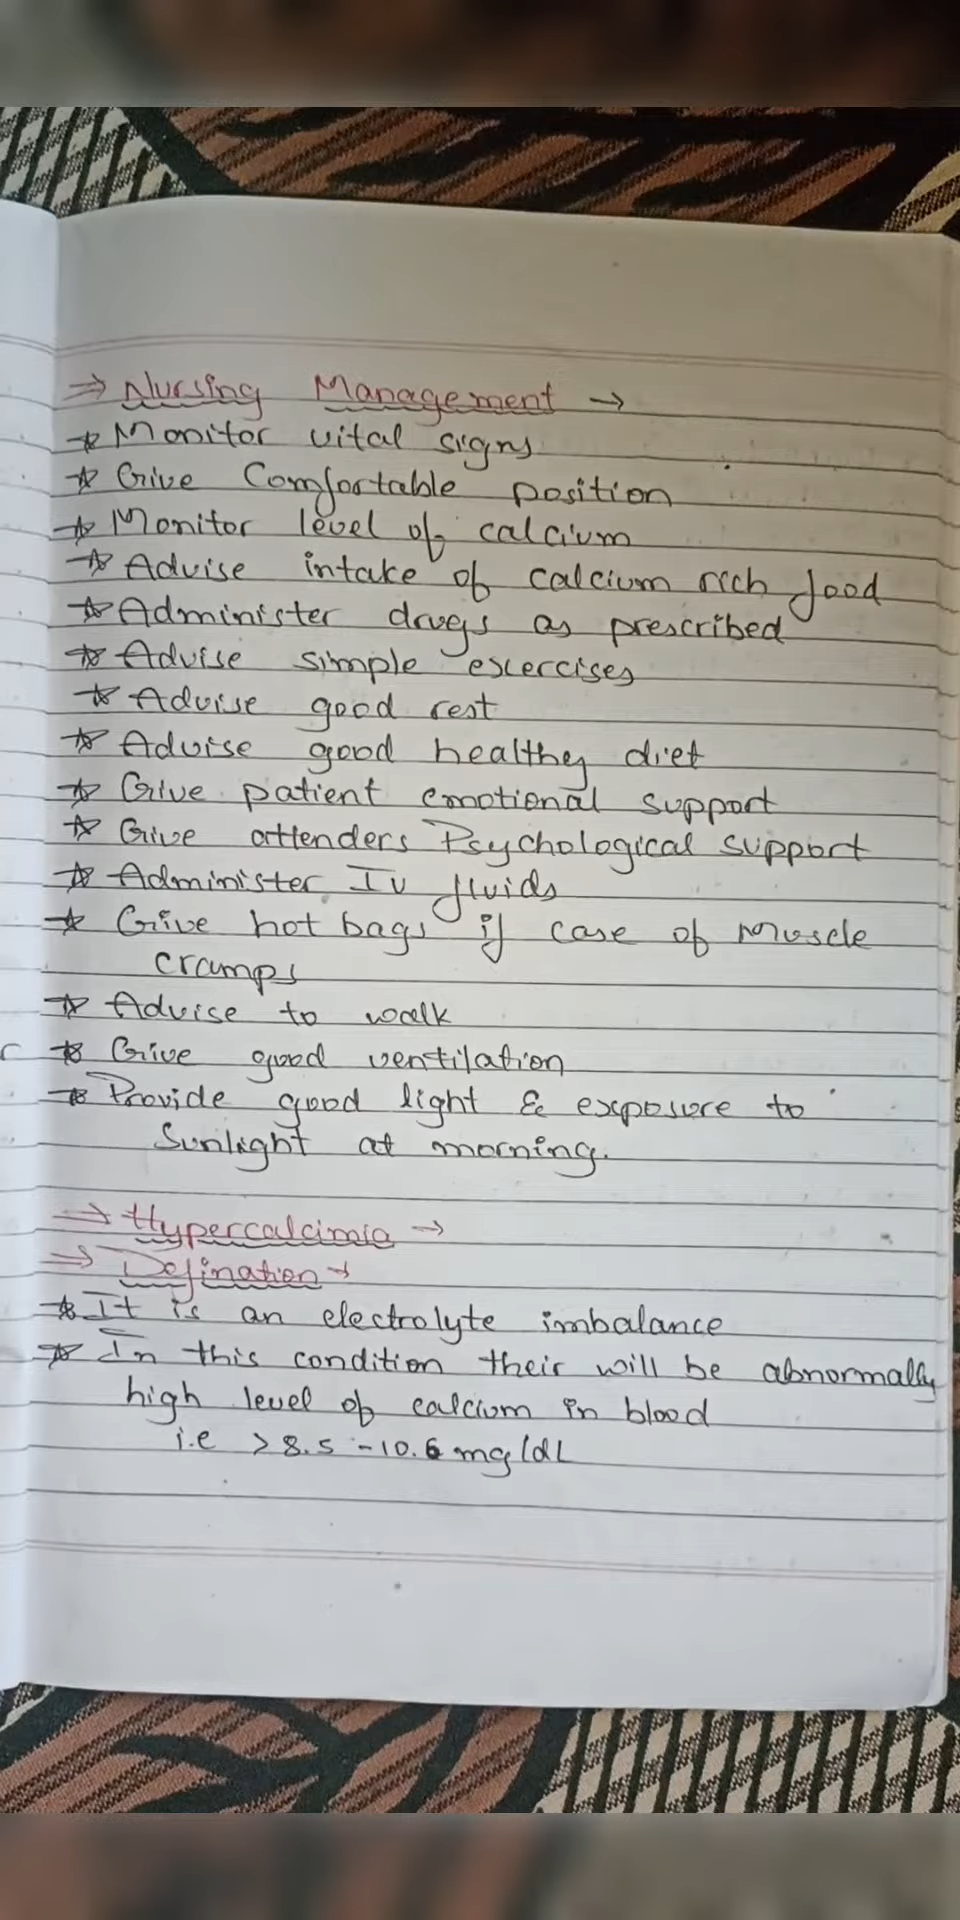 ⇒ Nursing Management →
* Monitor vital signs
* Give Comfortable position
* Monitor level of calcium
* Advise intake of calcium rich food
* Administer drugs as prescribed
* Advise simple excercises
* Advise good rest
* Advise good healthey diet
* Give patient emotional support
* Give attenders Psychological support
* Administer IV fluids
* Give hot bags if case of Muscle
cramps
* Advise to walk
* Give good ventilation
* Provide good light & exposure to
Sunlight at morning.
⇒ Hypercalcimia →
⇒ Defination →
* It is an electrolyte imbalance
* In this condition their will be abnormally
high level of calcium in blood
i.e > 8.5 - 10.6 mg/dL